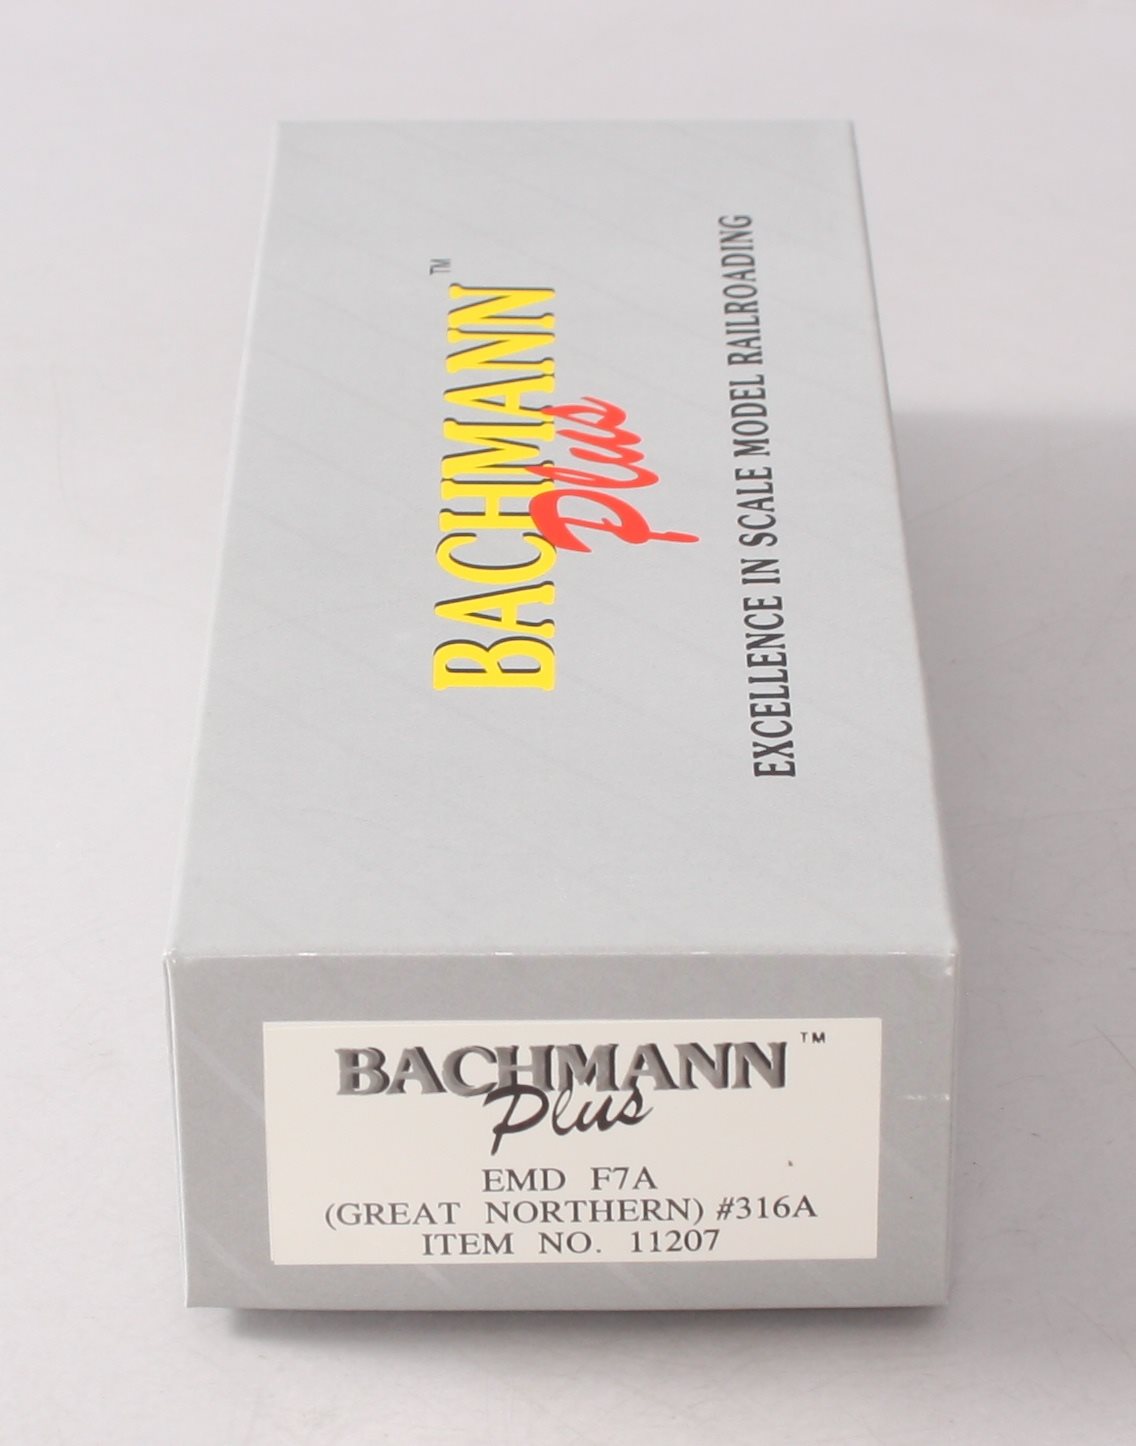 BACHMANN™
Plus
EXCELLENCE IN SCALE MODEL RAILROADING
BACHMANN™
Plus
EMD F7A
(GREAT NORTHERN) #316A
ITEM NO. 11207